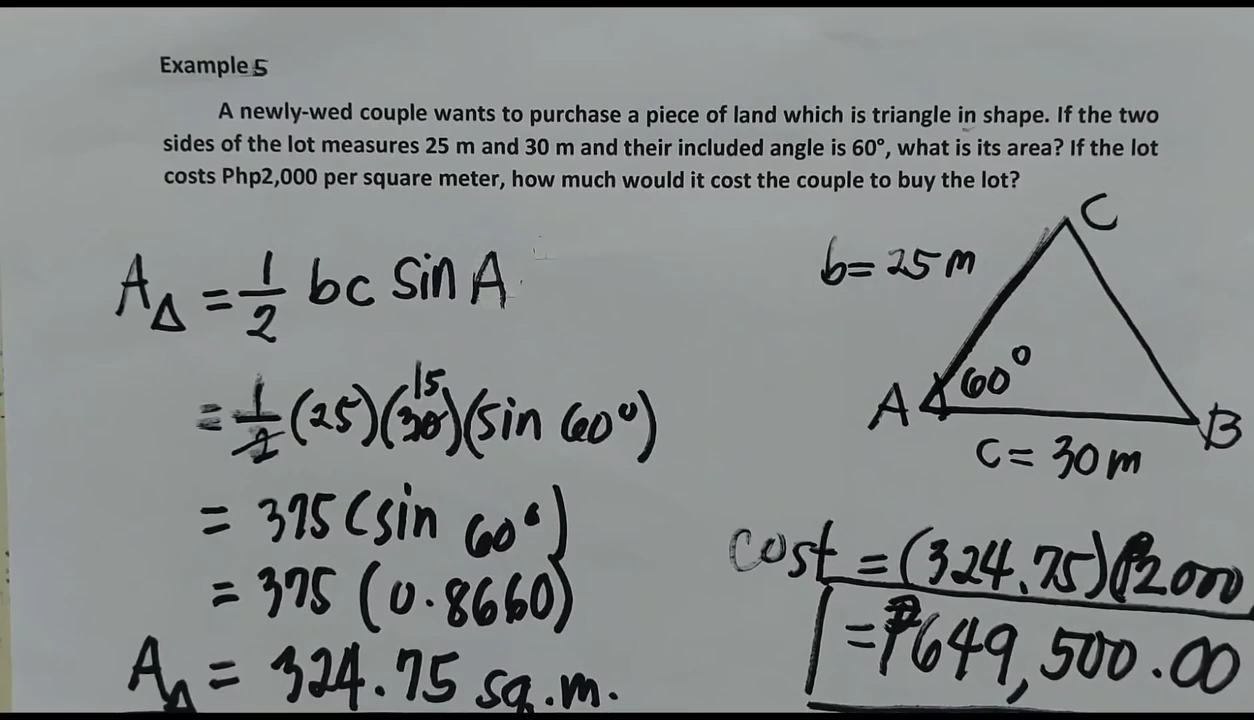 Example 5
A newly-wed couple wants to purchase a piece of land which is triangle in shape. If the two
sides of the lot measures 25 m and 30 m and their included angle is 60°, what is its area? If the lot
costs Php2,000 per square meter, how much would it cost the couple to buy the lot?
A△ = 1/2 bc sin A
= 1/2 (25)(30)(sin 60°)
15
= 375 (sin 60°)
= 375 (0.8660)
A△ = 324.75 sq.m.
C
b = 25 m
60°
A
B
c = 30 m
cost = (324.75)(₱2000
= ₱649,500.00